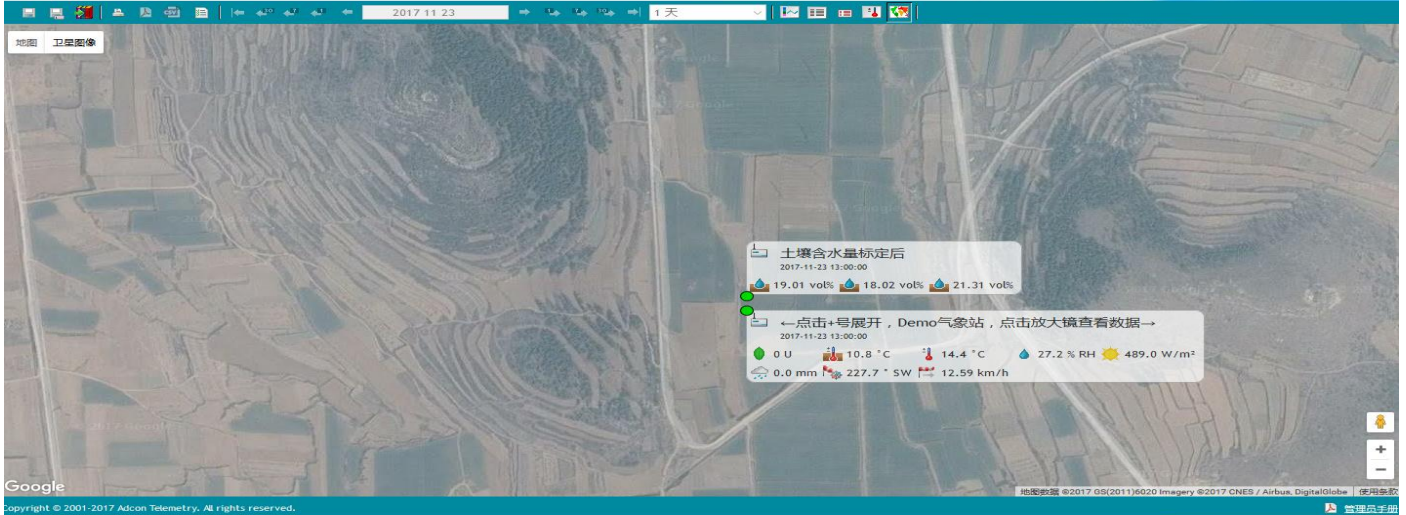 2017 11 23 1 天
地图 卫星图像
土壤含水量标定后
2017-11-23 13:00:00
19.01 vol% 18.02 vol% 21.31 vol%
←点击+号展开，Demo气象站，点击放大镜查看数据→
2017-11-23 13:00:00
0 U 10.8 °C 14.4 °C 27.2 % RH 489.0 W/m²
0.0 mm 227.7 ° SW 12.59 km/h
+
−
Google
地图数据 ©2017 GS(2011)6020 Imagery ©2017 CNES / Airbus, DigitalGlobe 使用条款
Copyright © 2001-2017 Adcon Telemetry. All rights reserved. 管理员手册